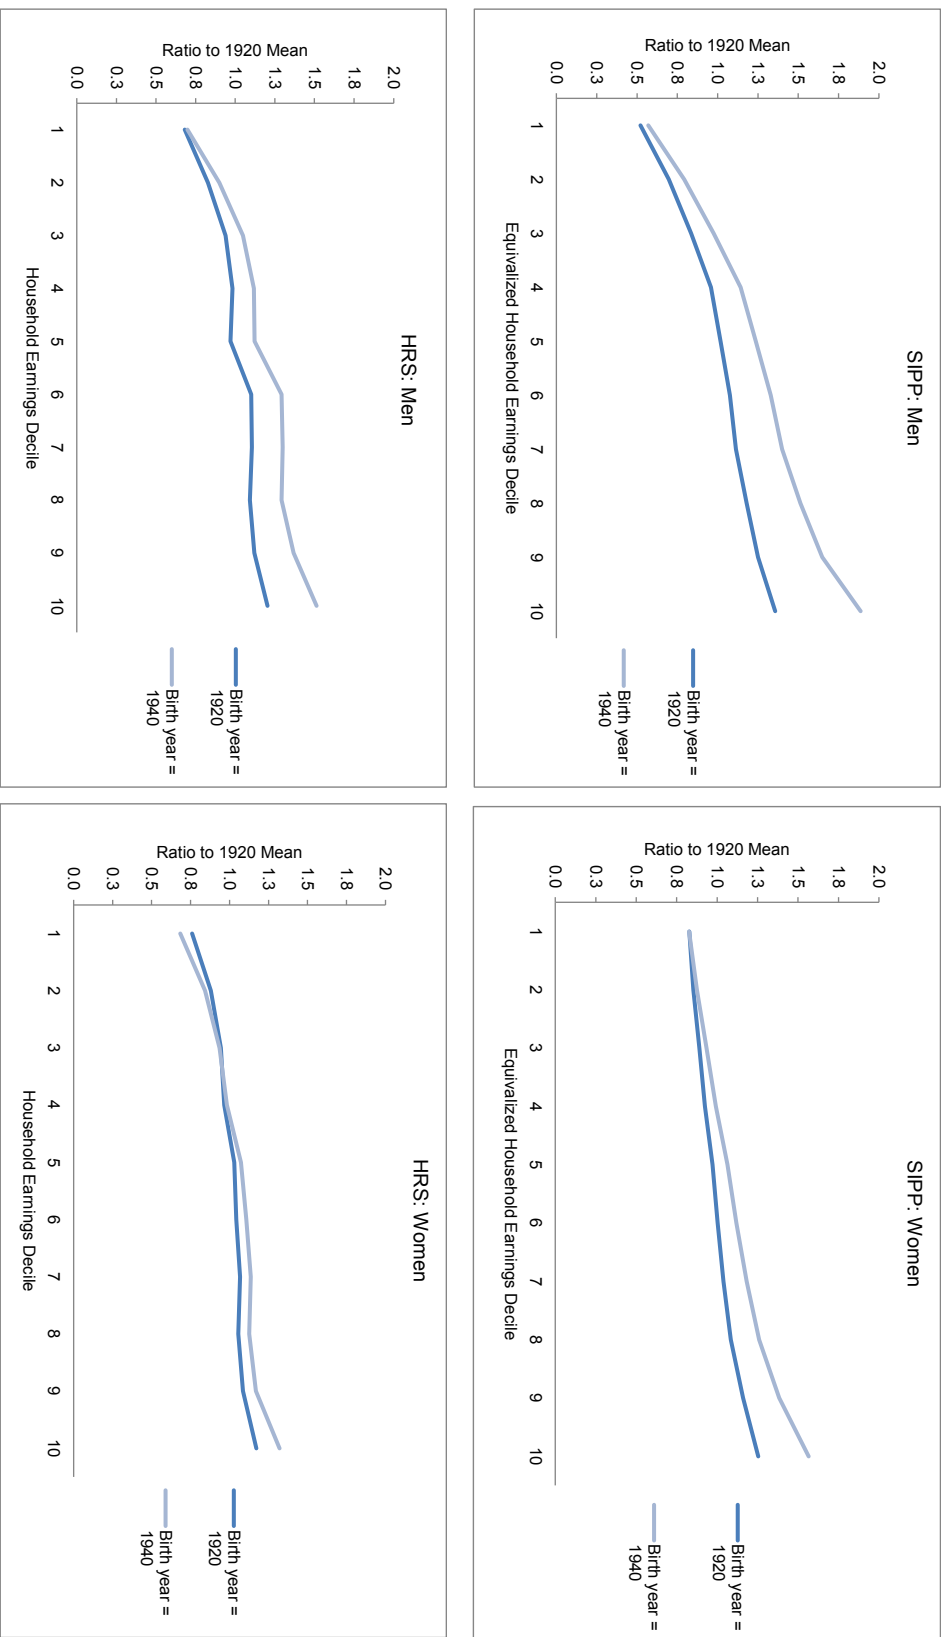 SIPP: Men
Ratio to 1920 Mean
2.0
1.8
1.5
1.3
1.0
0.8
0.5
0.3
0.0
1 2 3 4 5 6 7 8 9 10
Equivalized Household Earnings Decile
Birth year =
1920
Birth year =
1940
SIPP: Women
Ratio to 1920 Mean
2.0
1.8
1.5
1.3
1.0
0.8
0.5
0.3
0.0
1 2 3 4 5 6 7 8 9 10
Equivalized Household Earnings Decile
Birth year =
1920
Birth year =
1940
HRS: Men
Ratio to 1920 Mean
2.0
1.8
1.5
1.3
1.0
0.8
0.5
0.3
0.0
1 2 3 4 5 6 7 8 9 10
Household Earnings Decile
Birth year =
1920
Birth year =
1940
HRS: Women
Ratio to 1920 Mean
2.0
1.8
1.5
1.3
1.0
0.8
0.5
0.3
0.0
1 2 3 4 5 6 7 8 9 10
Household Earnings Decile
Birth year =
1920
Birth year =
1940